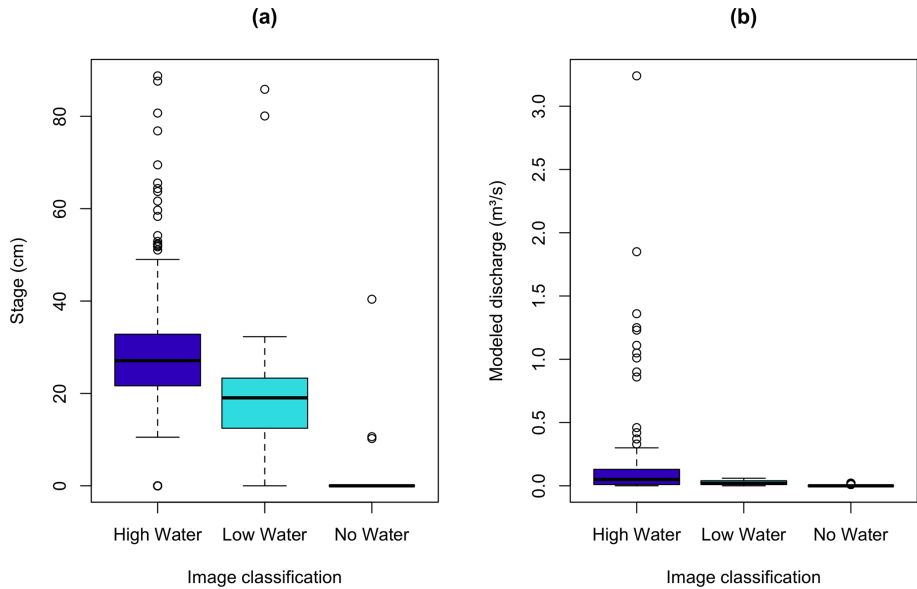 (a)
Stage (cm)
80
60
40
20
0
High Water Low Water No Water
Image classification
(b)
Modeled discharge (m³/s)
3.0
2.5
2.0
1.5
1.0
0.5
0.0
High Water Low Water No Water
Image classification